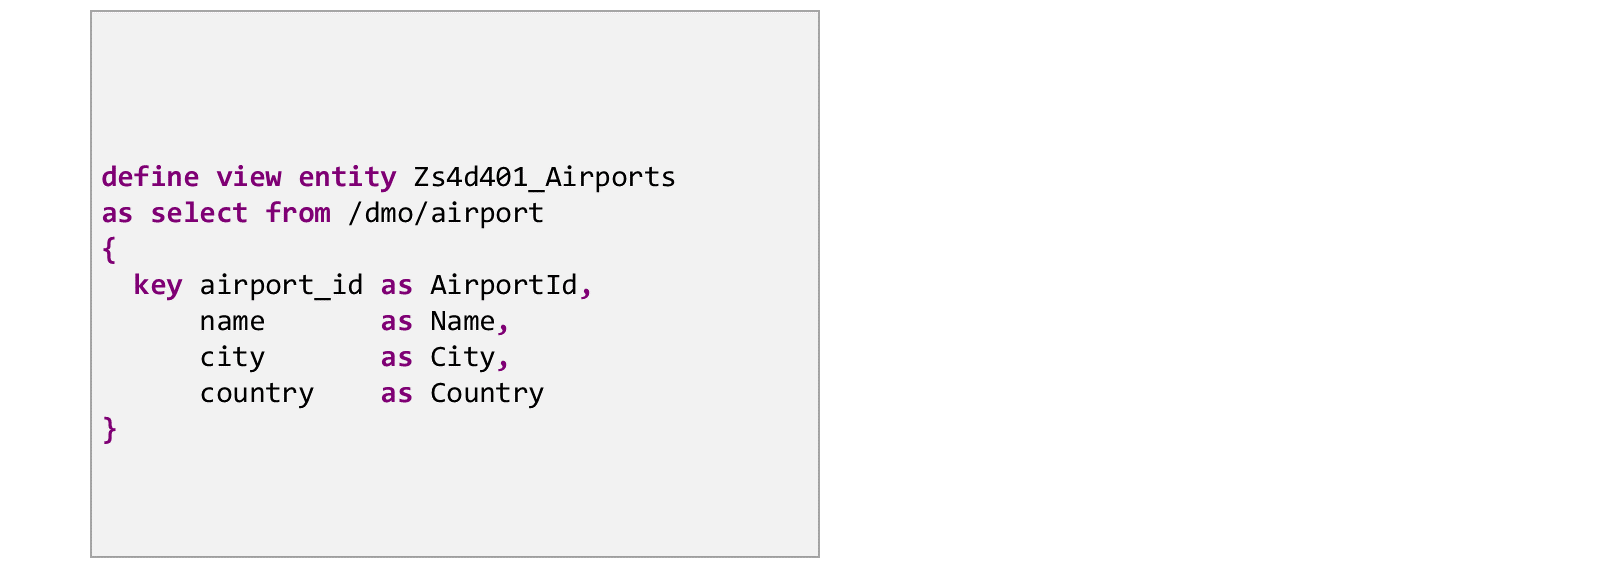 define view entity Zs4d401_Airports
as select from /dmo/airport
{
  key airport_id as AirportId,
      name       as Name,
      city       as City,
      country    as Country
}